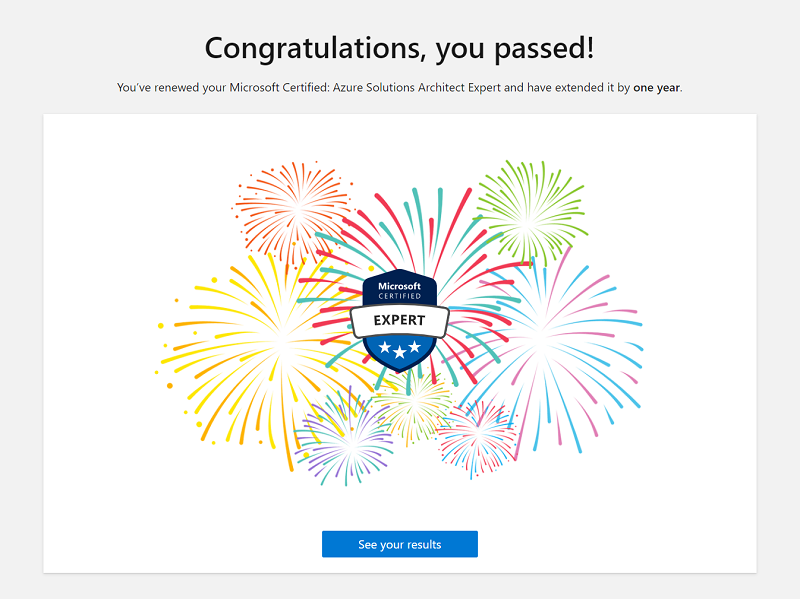 Congratulations, you passed!
You've renewed your Microsoft Certified: Azure Solutions Architect Expert and have extended it by one year.
Microsoft
CERTIFIED
EXPERT
See your results